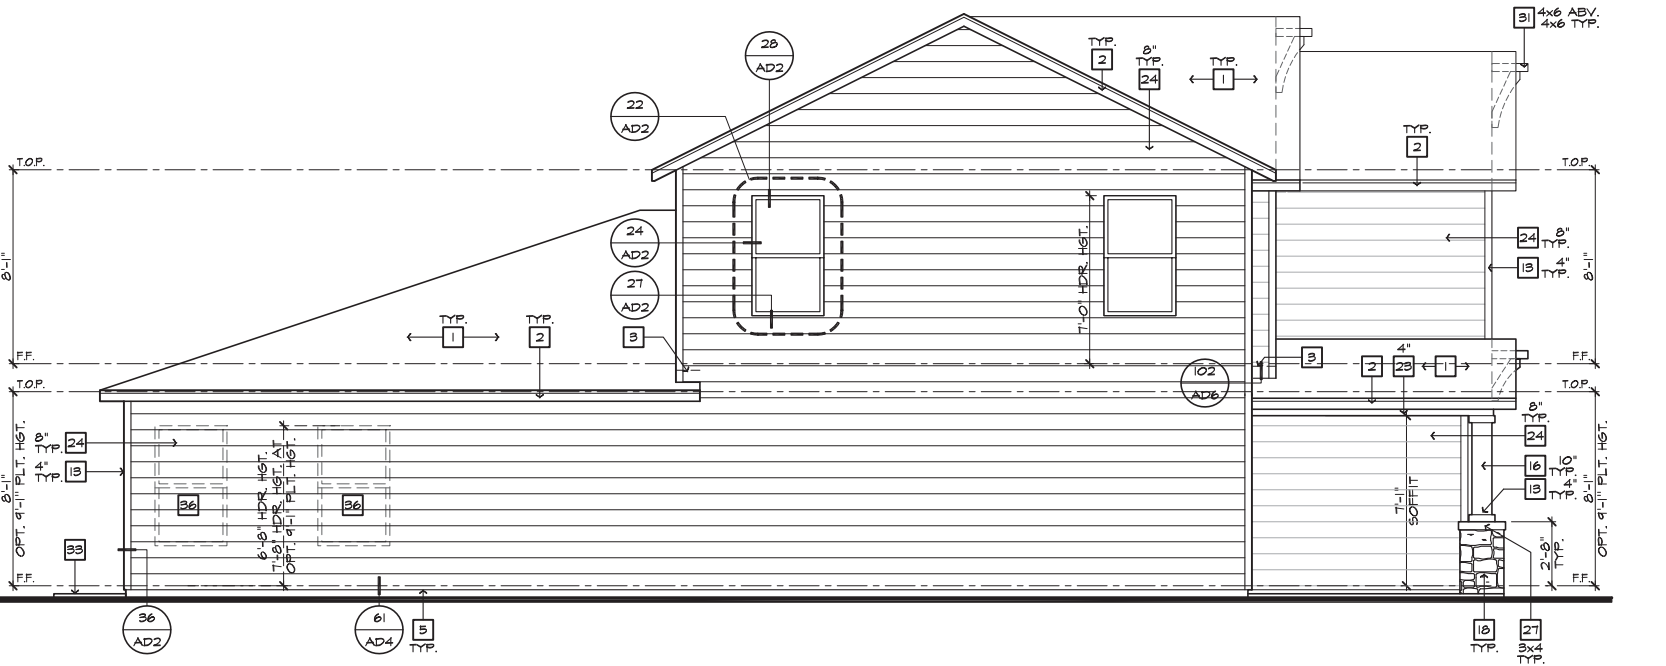 31 4x6 ABV.
4x6 TYP.
28
AD2
TYP.
2
8"
TYP.
24
TYP.
1
22
AD2
TYP.
2
T.O.P.
T.O.P.
24
AD2
24 8"
TYP.
13 4"
TYP.
8'-1"
7'-0" HDR. HGT.
8'-1"
27
AD2
TYP.
1
TYP.
2
3
3
F.F.
F.F.
102
AD6
2
4"
23
1
T.O.P.
T.O.P.
8"
TYP.
24
8"
TYP. 24
4"
TYP. 13
16 10"
TYP.
13 4"
TYP.
8'-1"
OPT. 9'-1" PLT. HGT.
36
36
6'-8" HDR. HGT.
7'-8" HDR. HGT. AT
OPT. 9'-1" PLT. HGT.
7'-1"
SOFFIT
2'-8"
TYP.
8'-1"
OPT. 9'-1" PLT. HGT.
33
F.F.
F.F.
36
AD2
61
AD4
5
TYP.
18
TYP.
27
3x4
TYP.